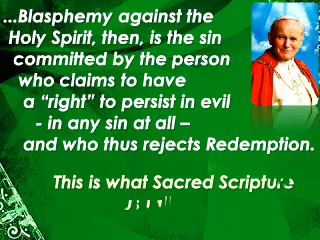 ...Blasphemy against the
Holy Spirit, then, is the sin
committed by the person
who claims to have
a “right” to persist in evil
- in any sin at all –
and who thus rejects Redemption.
This is what Sacred Scripture